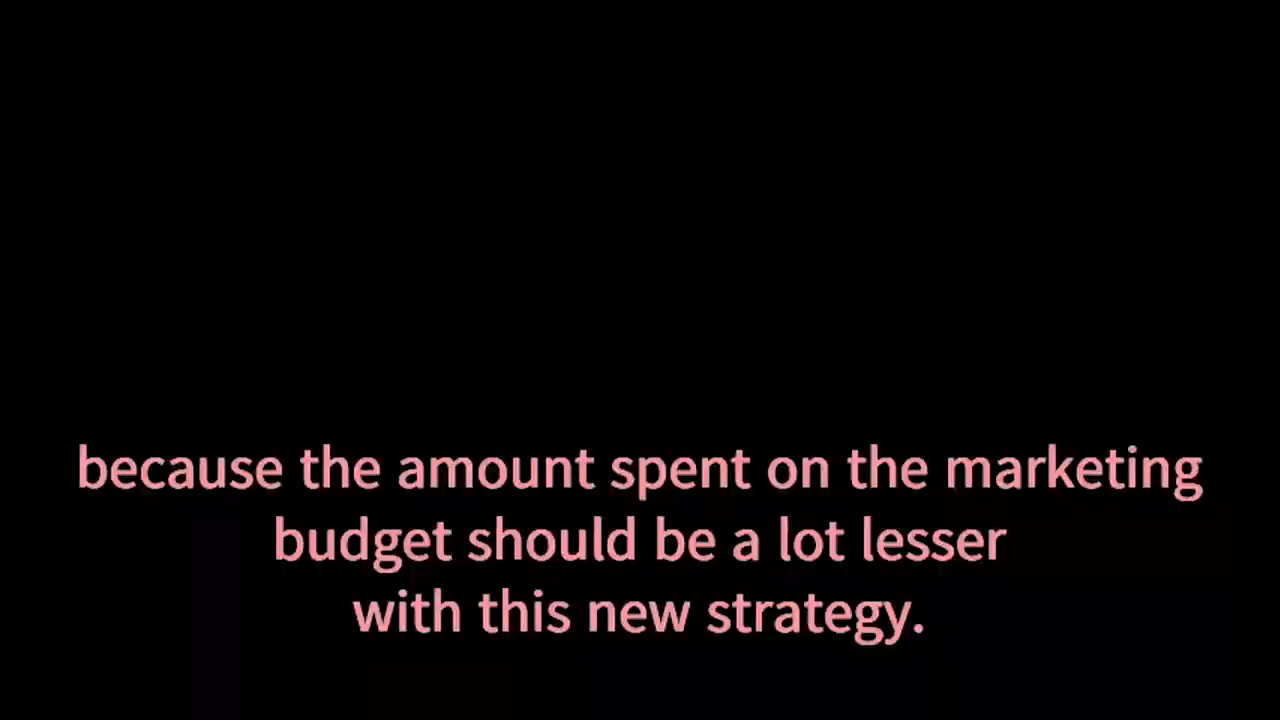 because the amount spent on the marketing
budget should be a lot lesser
with this new strategy.